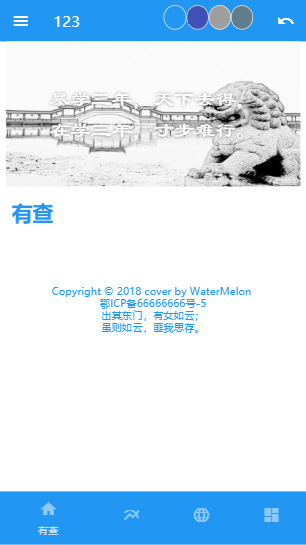 123
学三年，天下去得，
在学三年，寸步难行。
有查
Copyright © 2018 cover by WaterMelon
鄂ICP备66666666号-5
出其东门，有女如云；
虽则如云，匪我思存。
有查